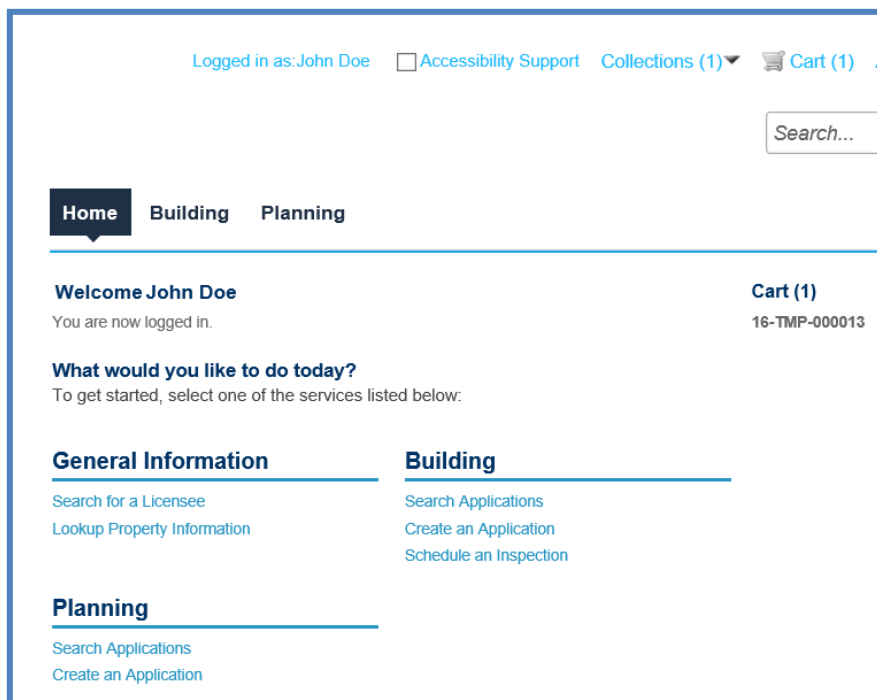 Logged in as:John Doe Accessibility Support Collections (1) Cart (1)
Search...
Home Building Planning
Welcome John Doe
You are now logged in.
Cart (1)
16-TMP-000013
What would you like to do today?
To get started, select one of the services listed below:
General Information
Search for a Licensee
Lookup Property Information
Building
Search Applications
Create an Application
Schedule an Inspection
Planning
Search Applications
Create an Application